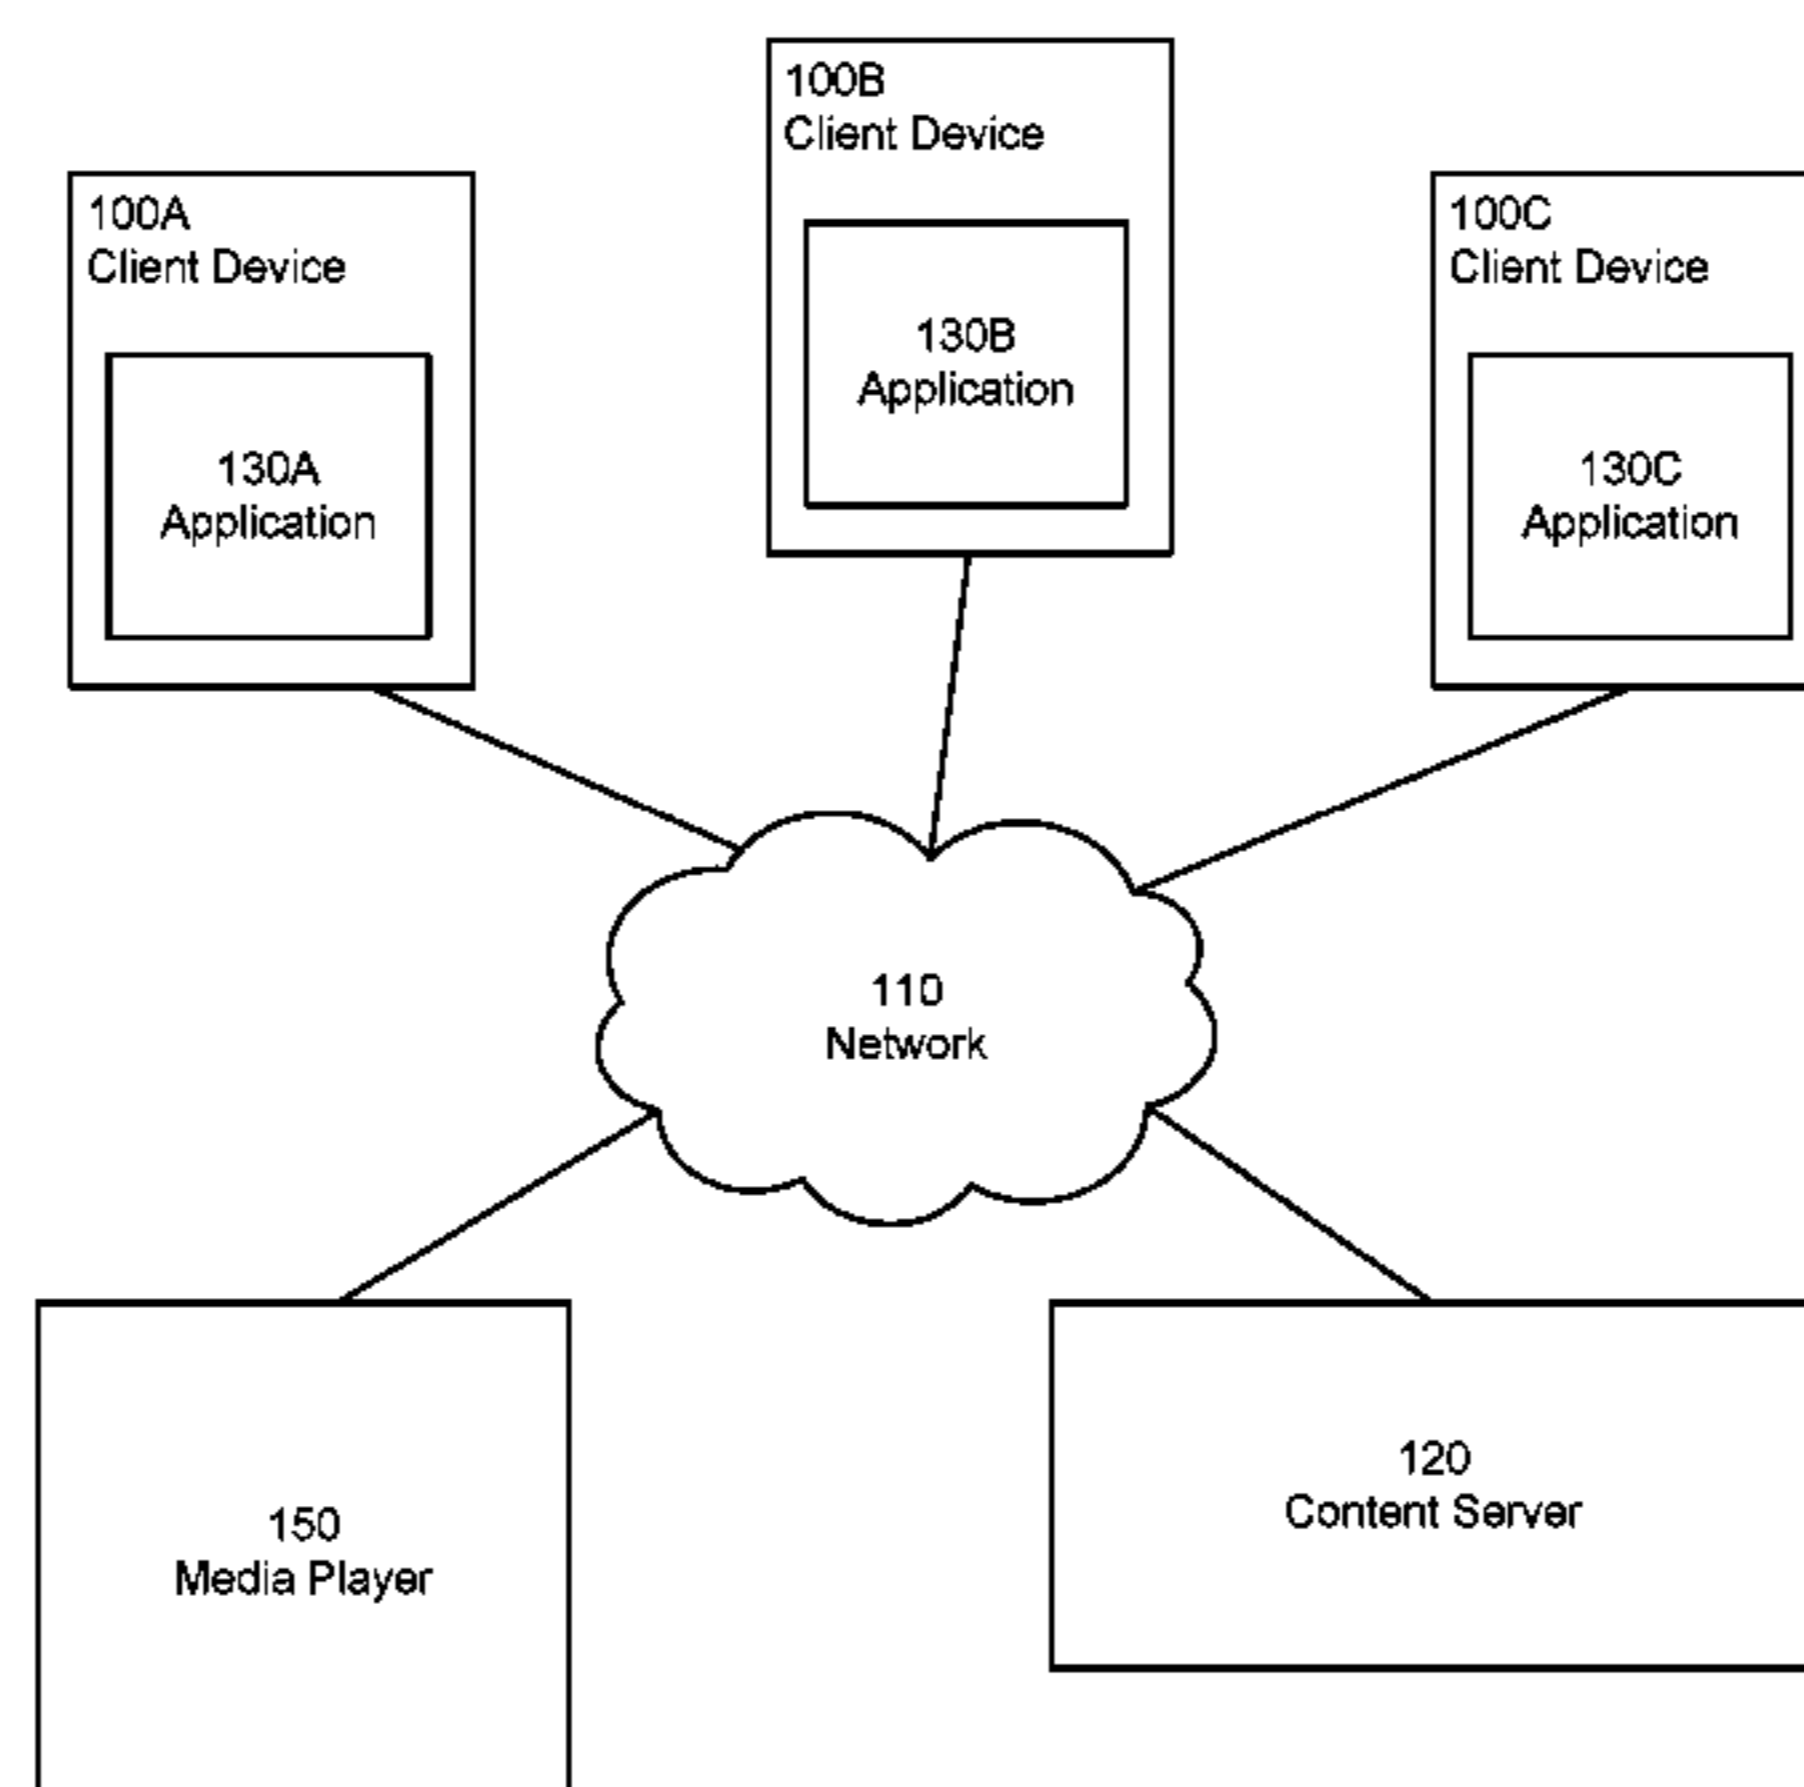 100B
Client Device
100A
Client Device
100C
Client Device
130B
Application
130A
Application
130C
Application
110
Network
120
Content Server
150
Media Player